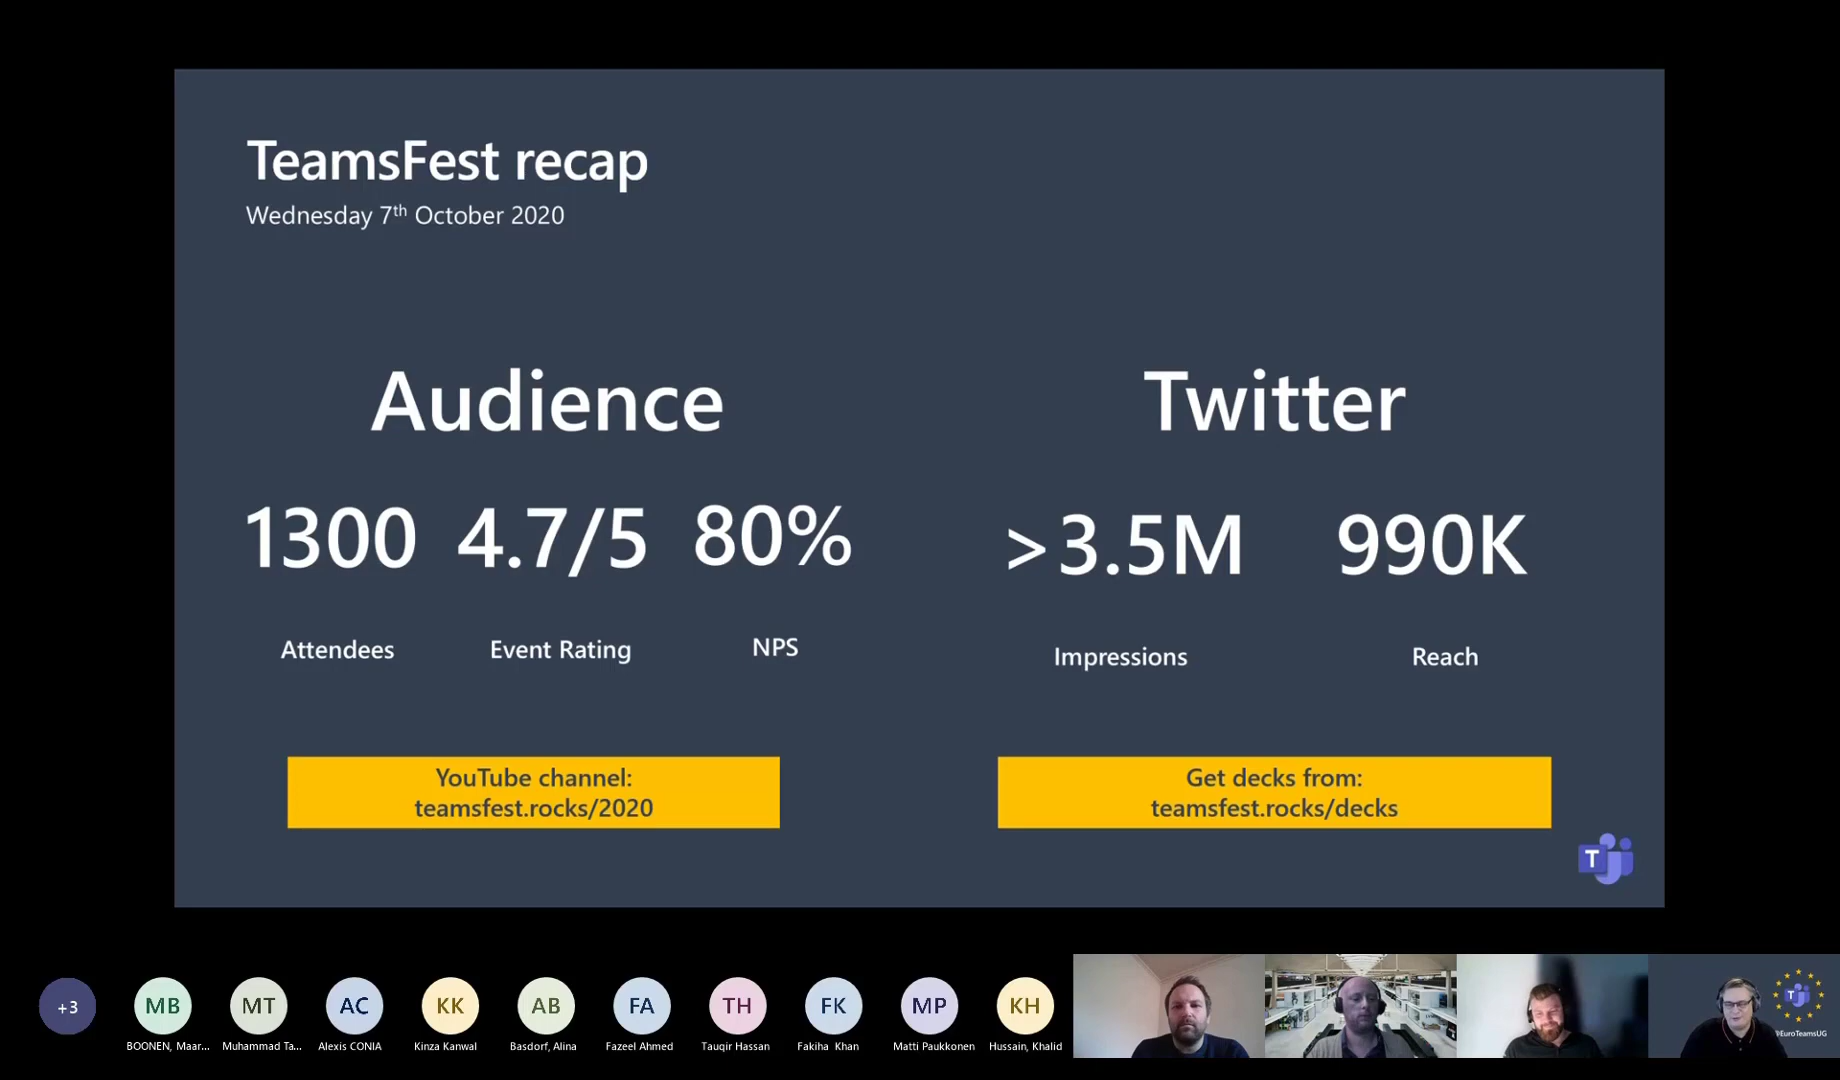 TeamsFest recap
Wednesday 7th October 2020
Audience
Twitter
1300 4.7/5 80%
>3.5M 990K
Attendees Event Rating NPS
Impressions Reach
YouTube channel:
teamsfest.rocks/2020
Get decks from:
teamsfest.rocks/decks
T
+3 MB MT AC KK AB FA TH FK MP KH
BOONEN, Maar... Muhammad Ta... Alexis CONIA Kinza Kanwal Basdorf, Alina Fazeel Ahmed Tauqir Hassan Fakiha Khan Matti Paukkonen Hussain, Khalid
T
@EuroTeamsUG